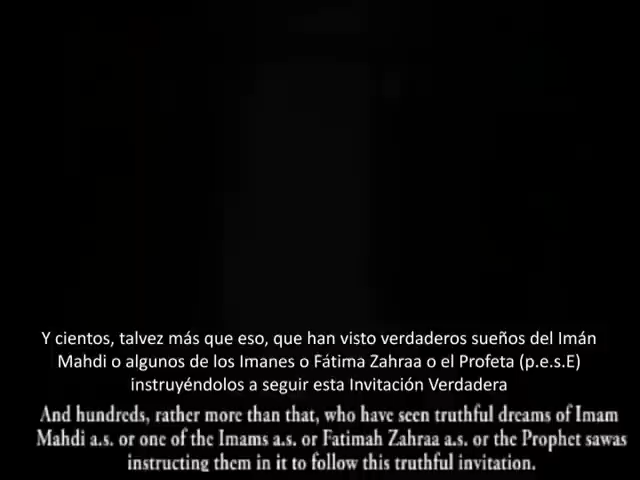 Y cientos, talvez más que eso, que han visto verdaderos sueños del Imán
Mahdi o algunos de los Imanes o Fátima Zahraa o el Profeta (p.e.s.E)
instruyéndolos a seguir esta Invitación Verdadera
And hundreds, rather more than that, who have seen truthful dreams of Imam
Mahdi a.s. or one of the Imams a.s. or Fatimah Zahraa a.s. or the Prophet sawas
instructing them in it to follow this truthful invitation.